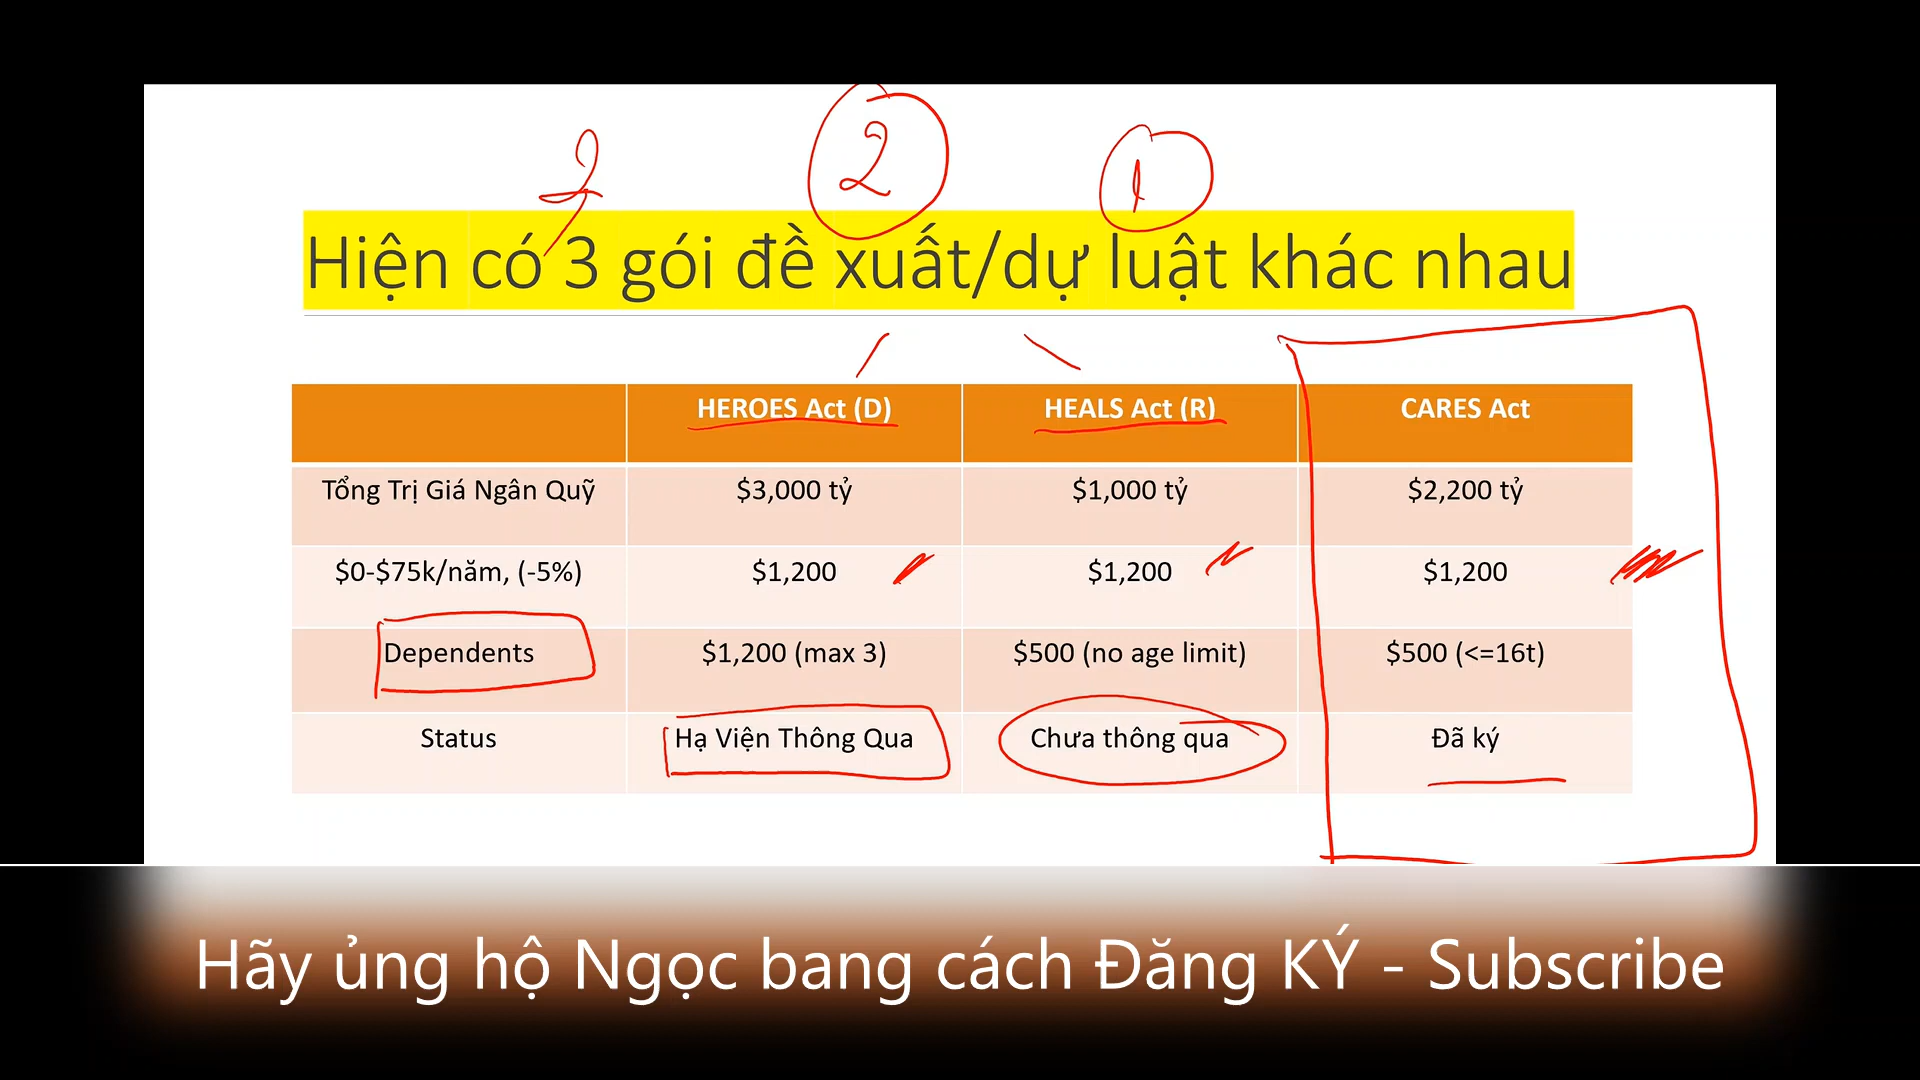 2
1
Hiện có 3 gói đề xuất/dự luật khác nhau
HEROES Act (D) HEALS Act (R) CARES Act
Tổng Trị Giá Ngân Quỹ $3,000 tỷ $1,000 tỷ $2,200 tỷ
$0-$75k/năm, (-5%) $1,200 $1,200 $1,200
Dependents $1,200 (max 3) $500 (no age limit) $500 (<=16t)
Status Hạ Viện Thông Qua Chưa thông qua Đã ký
Hãy ủng hộ Ngọc bang cách Đăng KÝ - Subscribe